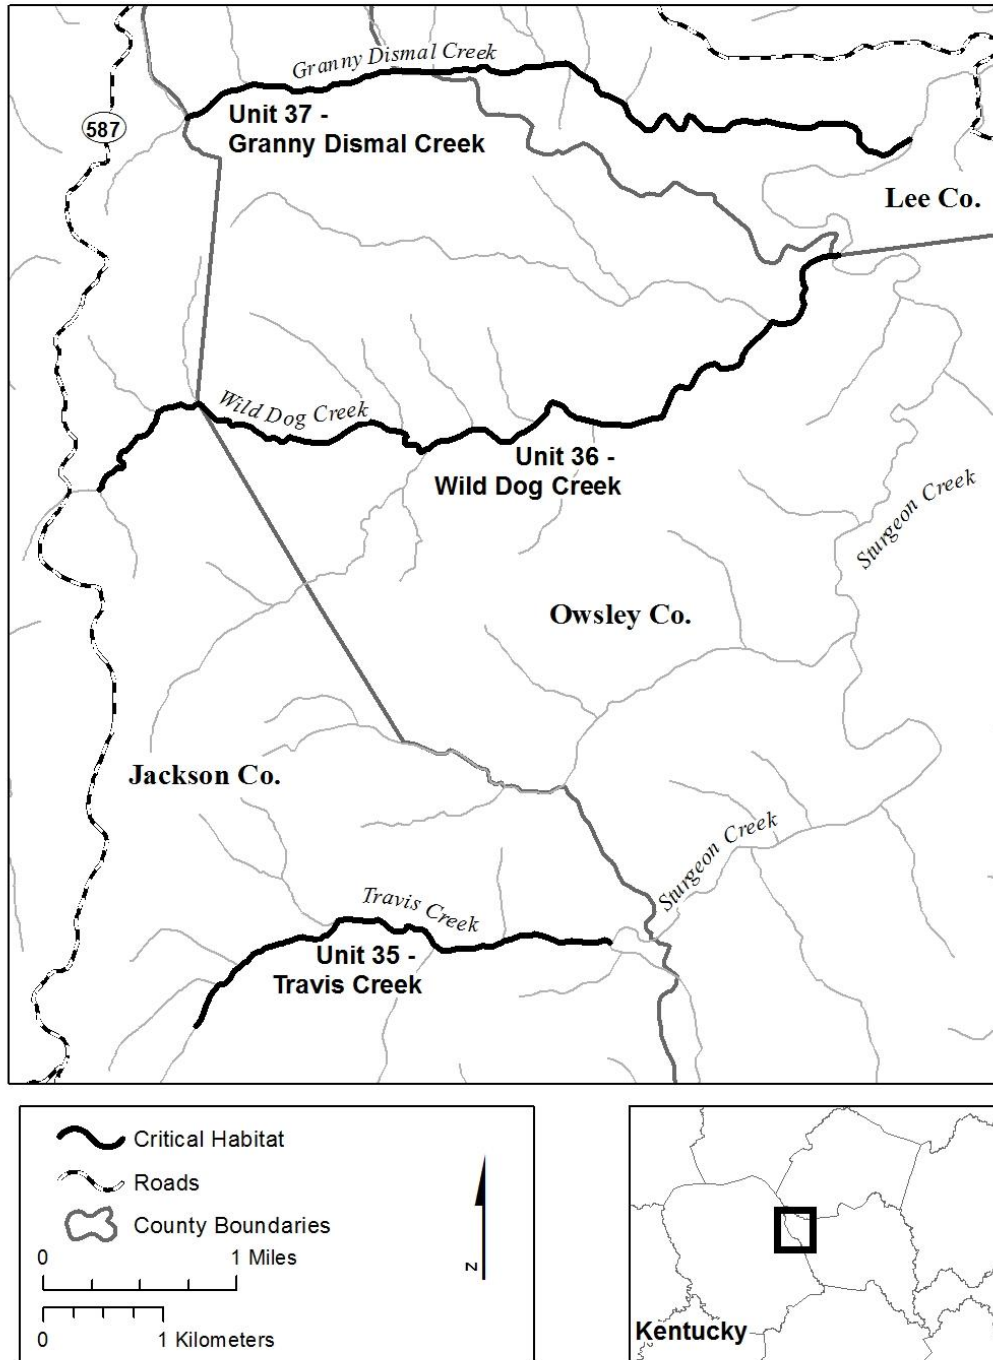 Granny Dismal Creek
Unit 37 -
Granny Dismal Creek
587
Lee Co.
Wild Dog Creek
Unit 36 -
Wild Dog Creek
Sturgeon Creek
Owsley Co.
Jackson Co.
Sturgeon Creek
Travis Creek
Unit 35 -
Travis Creek
Critical Habitat
Roads
County Boundaries
0 1 Miles
0 1 Kilometers
N
Kentucky